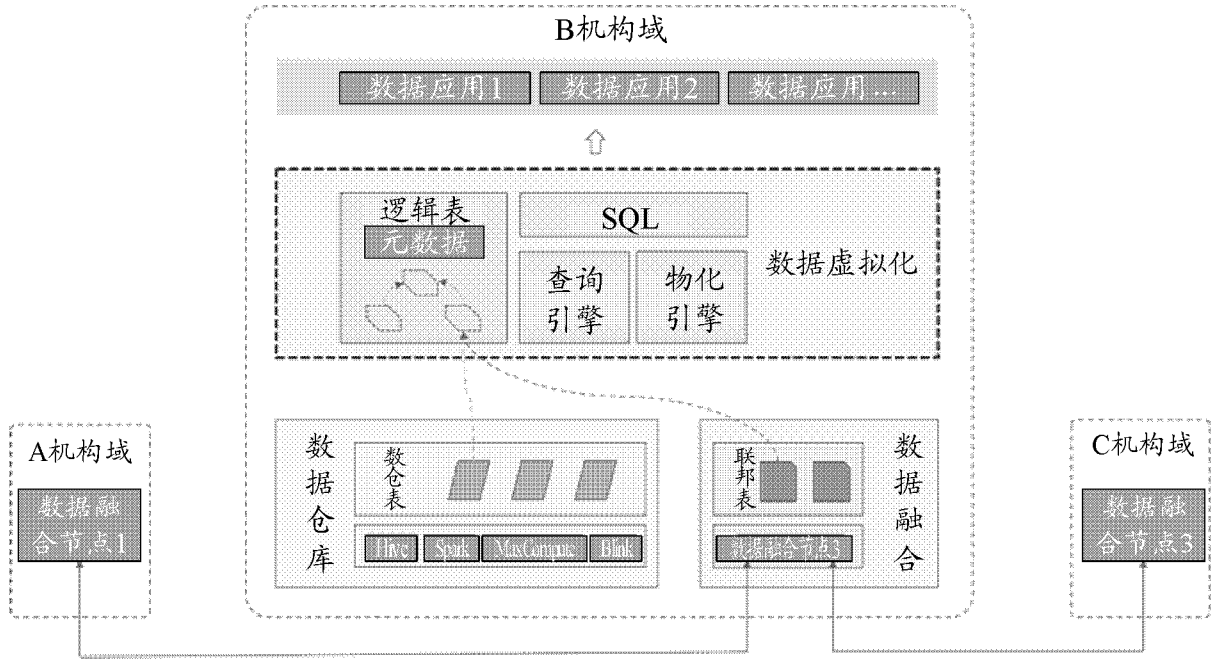 B机构域
数据应用1
数据应用2
数据应用...
逻辑表
元数据
SQL
查询
引擎
物化
引擎
数据虚拟化
数据仓库
数仓表
Hive
Spark
MaxCompute
Blink
联邦表
数据融合节点3
数据融合
A机构域
数据融
合节点1
C机构域
数据融
合节点3